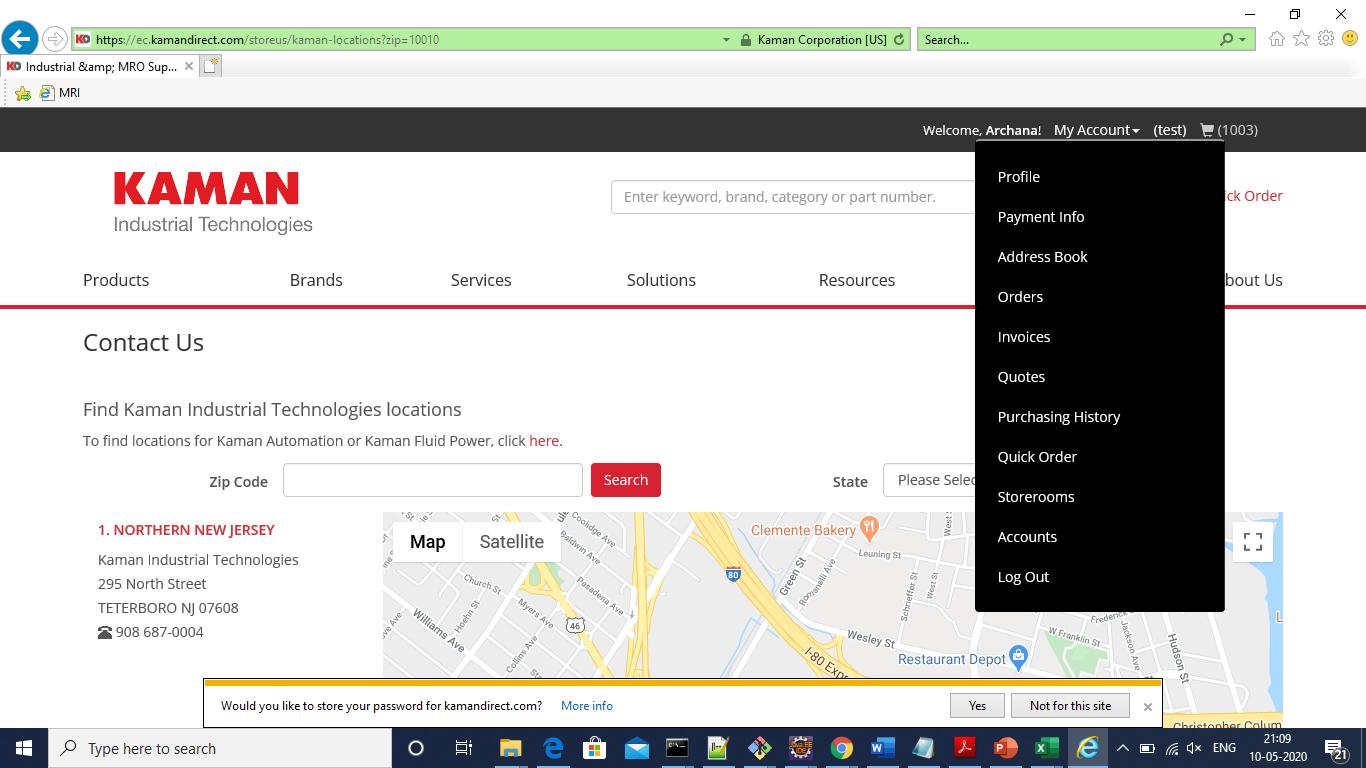 https://ec.kamandirect.com/storeus/kaman-locations?zip=10010
Kaman Corporation [US]
Search...
KD Industrial &amp; MRO Sup...
MRI
Welcome, Archana!
My Account
(test)
(1003)
KAMAN
Industrial Technologies
Enter keyword, brand, category or part number.
ick Order
Products
Brands
Services
Solutions
Resources
bout Us
Profile
Payment Info
Address Book
Orders
Invoices
Quotes
Purchasing History
Quick Order
Storerooms
Accounts
Log Out
Contact Us
Find Kaman Industrial Technologies locations
To find locations for Kaman Automation or Kaman Fluid Power, click here.
Zip Code
Search
State
Please Selec
1. NORTHERN NEW JERSEY
Kaman Industrial Technologies
295 North Street
TETERBORO NJ 07608
908 687-0004
Map
Satellite
Clemente Bakery
Coolidge Av
Baldwin Ave
Pasadena Ave
Church St
Hoehn St
Myers St
Collins Ave
Williams Ave
46
80
Green St
Romanelli Ave
Leuning St
Schrieffer St
West St
West S
Wesley St
I-80 Expr
Restaurant Depot
W Franklin St
Frederick
Jackson Ave
Hudson St
Christopher Colum
Would you like to store your password for kamandirect.com?
More info
Yes
Not for this site
Type here to search
ENG
21:09
10-05-2020
21